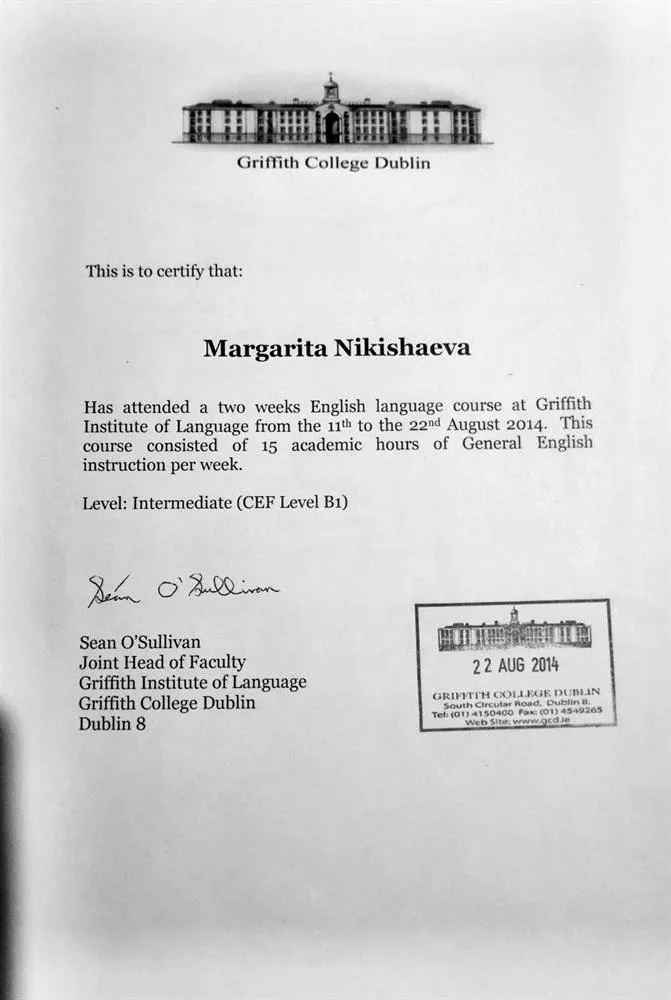 Griffith College Dublin
This is to certify that:
Margarita Nikishaeva
Has attended a two weeks English language course at Griffith
Institute of Language from the 11th to the 22nd August 2014. This
course consisted of 15 academic hours of General English
instruction per week.
Level: Intermediate (CEF Level B1)
Seán O'Sullivan
Sean O'Sullivan
Joint Head of Faculty
Griffith Institute of Language
Griffith College Dublin
Dublin 8
22 AUG 2014
GRIFFITH COLLEGE DUBLIN
South Circular Road, Dublin 8.
Tel: (01) 4150400 Fax: (01) 4549265
Web Site: www.gcd.ie